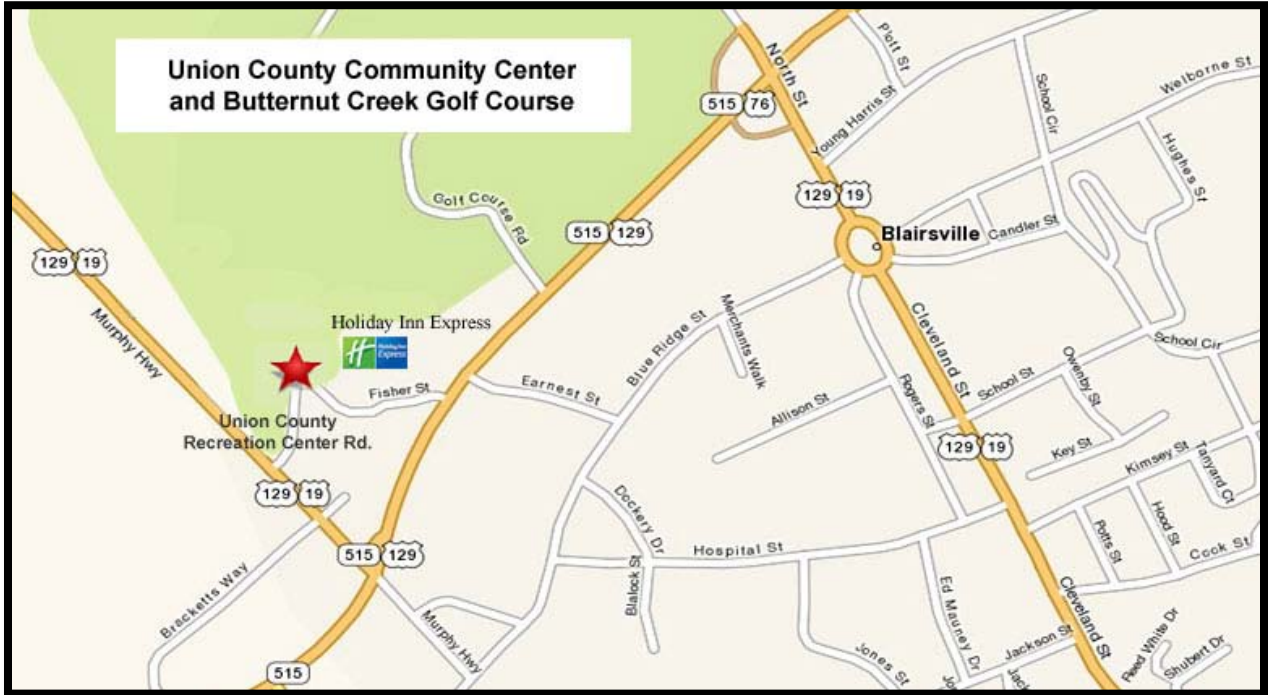 Union County Community Center
and Butternut Creek Golf Course
North St
Plott St
515 76
Young Harris St
School Cir
Welborne St
Hughes St
129 19
Golf Course Rd
515 129
Blairsville
Candler St
129 19
Murphy Hwy
Holiday Inn Express
Holiday Inn
Express
Fisher St
Union County
Recreation Center Rd.
Earnest St
Blue Ridge St
Merchants Walk
Allison St
Rogers St
Cleveland St
School St
Owenby St
School Cir
129 19
Key St
Kimsey St
Tanyard Ct
129 19
515 129
Dockery Dr
Hospital St
Blalock St
Potts St
Hood St
Cook St
Bracketts Way
Murphy Hwy
Ed Mauney Dr
Jones St
Jackson St
Cleveland St
Reed White Dr
Shubert Dr
515